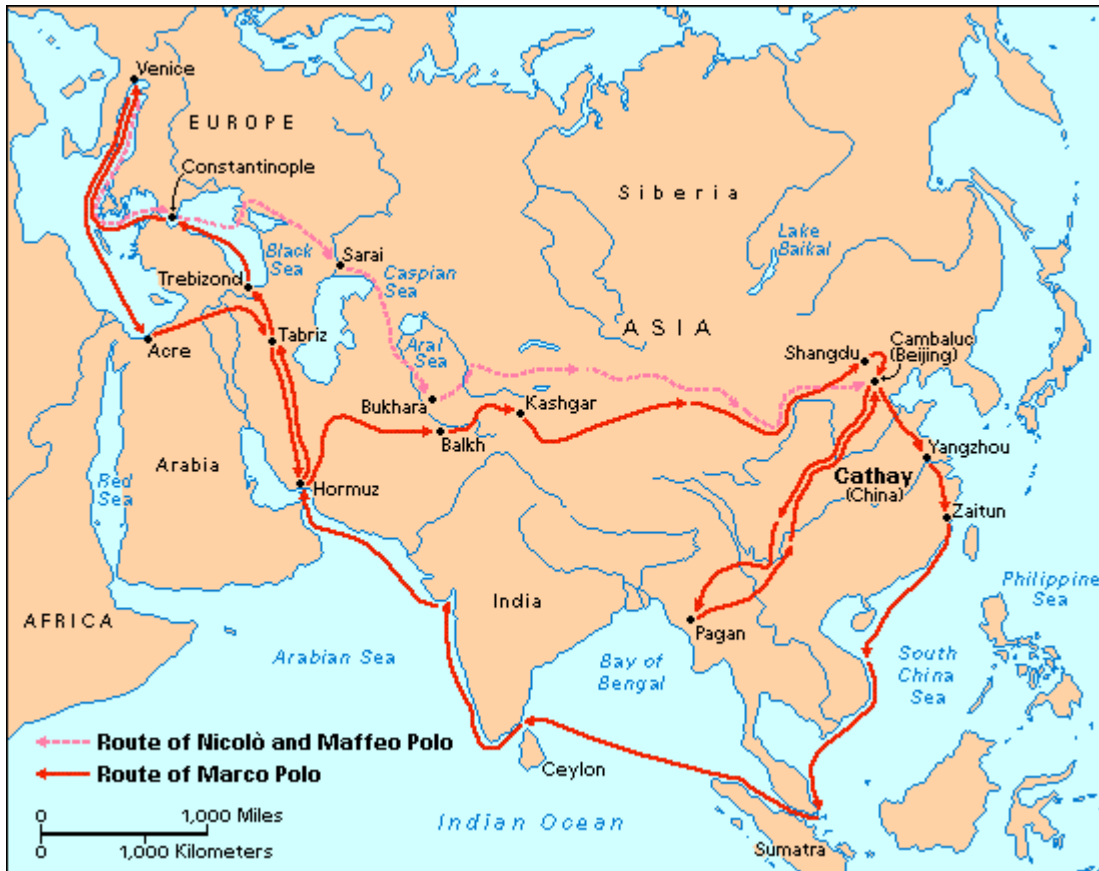 Venice
EUROPE
Constantinople
Siberia
Lake
Baikal
Black
Sea
Sarai
Caspian
Sea
Trebizond
ASIA
Acre
Tabriz
Aral
Sea
Shangdu
Cambaluc
(Beijing)
Bukhara
Kashgar
Balkh
Arabia
Red
Sea
Hormuz
Yangzhou
Cathay
(China)
Zaitun
India
Philippine
Sea
AFRICA
Pagan
Arabian Sea
Bay of
Bengal
South
China
Sea
Route of Nicolò and Maffeo Polo
Route of Marco Polo
Ceylon
0 1,000 Miles
0 1,000 Kilometers
Indian Ocean
Sumatra